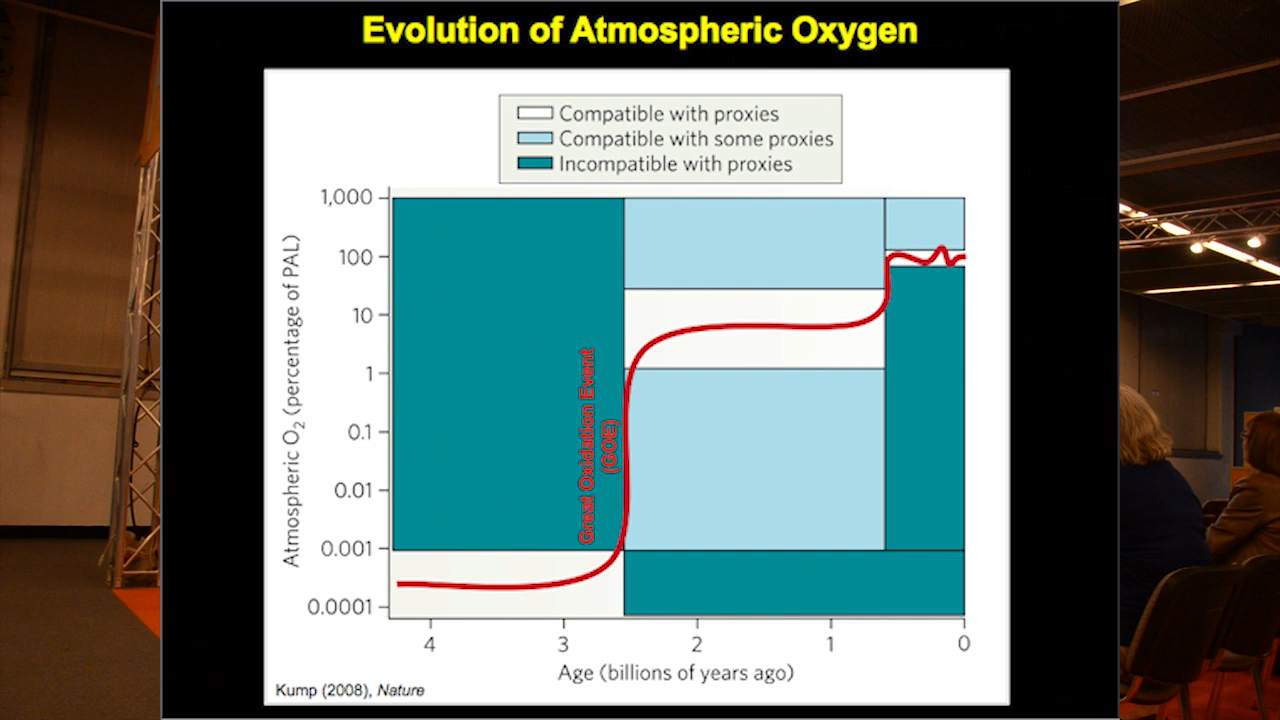 Evolution of Atmospheric Oxygen
Compatible with proxies
Compatible with some proxies
Incompatible with proxies
Atmospheric O₂ (percentage of PAL)
1,000
100
10
1
0.1
0.01
0.001
0.0001
Great Oxidation Event
(GOE)
4 3 2 1 0
Age (billions of years ago)
Kump (2008), Nature